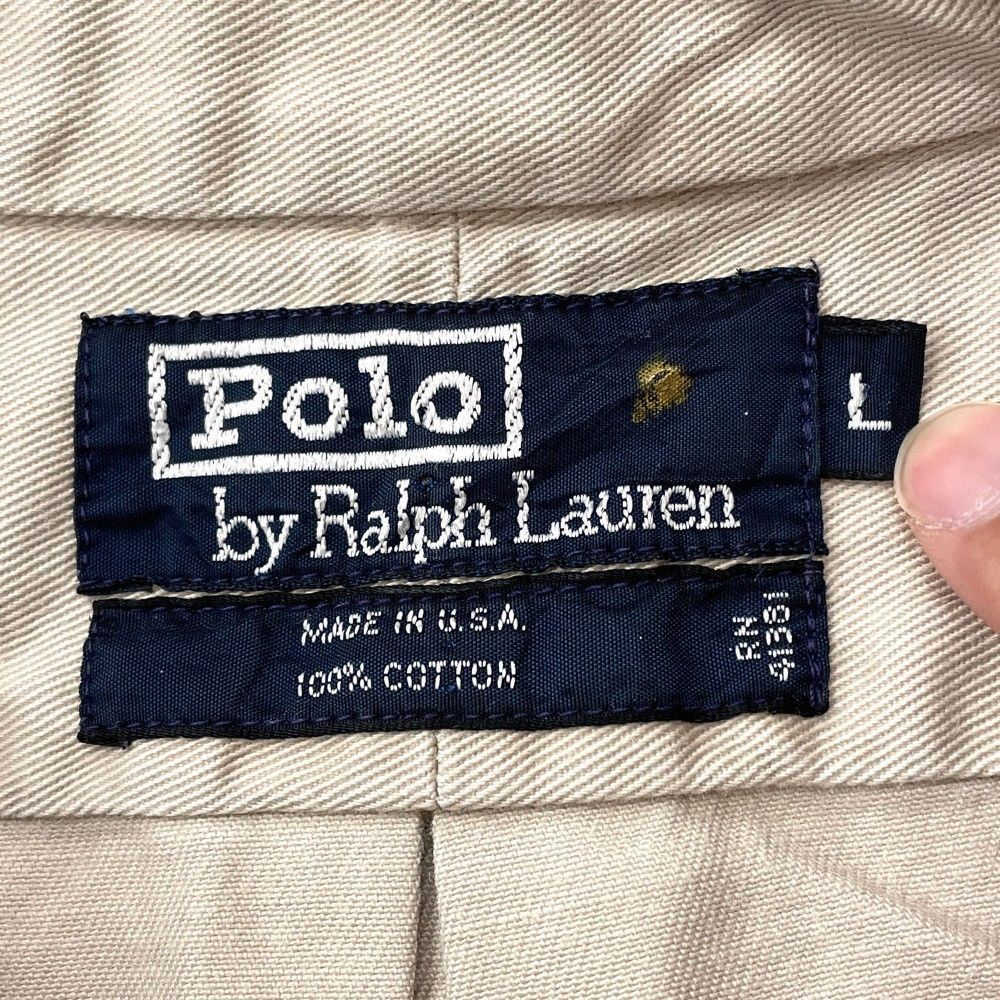 Polo
by Ralph Lauren
L
MADE IN U.S.A.
100% COTTON
RN
41381